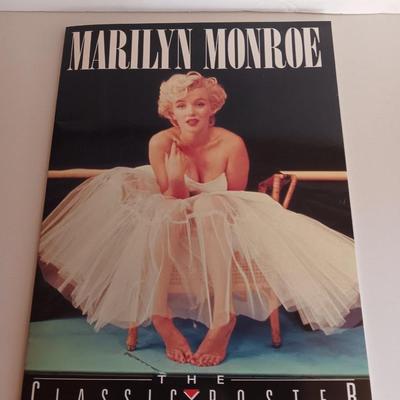 MARILYN MONROE
THE
CLASSIC POSTER